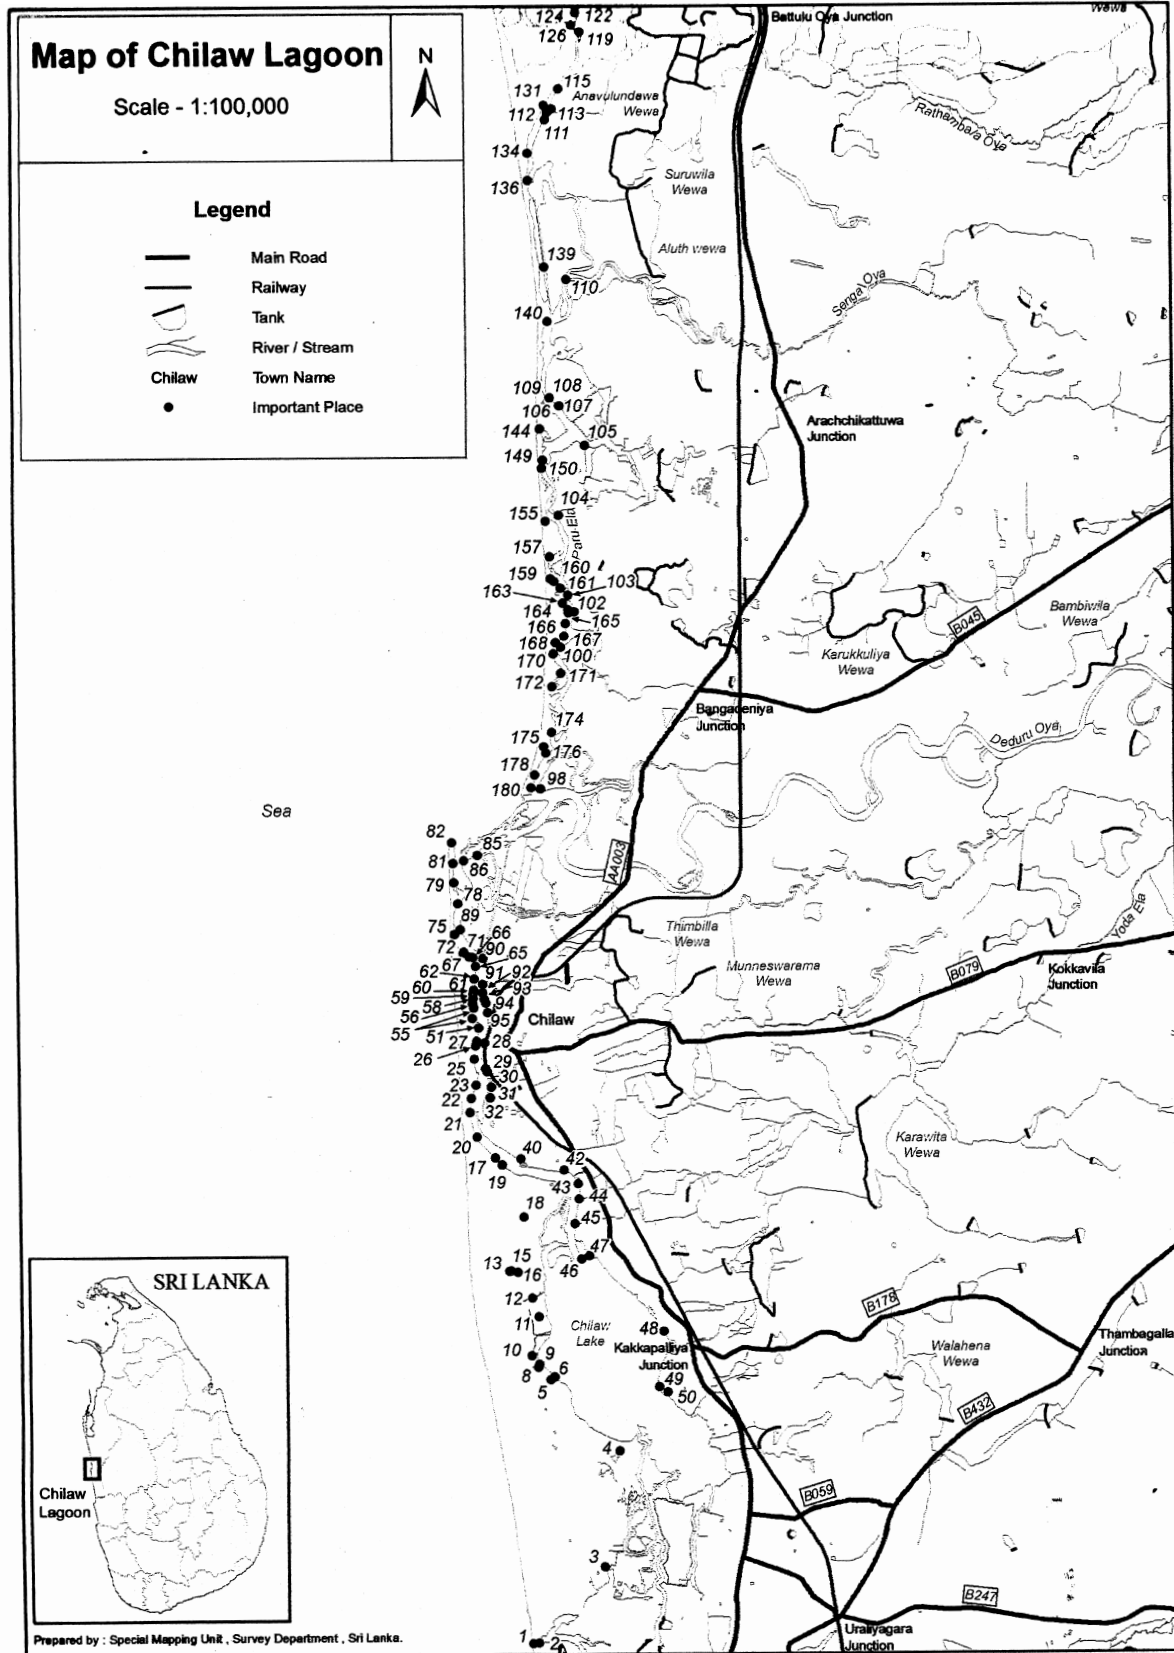 Map of Chilaw Lagoon
Scale - 1:100,000
N
Legend
Main Road
Railway
Tank
River / Stream
Chilaw
Town Name
Important Place
124
122
126
119
Battulu Oya Junction
Wewa
115
131
Anavulundawa
Wewa
112
113
111
Rathambala Oya
134
136
Suruwila
Wewa
Aluth wewa
139
110
Senga Oya
140
109
108
106
107
144
105
Arachchikattuwa
Junction
149
150
104
155
Paru Ela
157
160
159
161
103
163
164
102
165
166
167
168
100
170
171
172
Bambiwila
Wewa
B045
Karukkuliya
Wewa
Bangadeniya
Junction
174
175
176
178
98
180
Deduru Oya
Sea
82
85
81
86
79
78
89
75
AA003
Thimbilla
Wewa
Yoda Ela
72
71
66
90
65
67
62
91
92
61
60
93
59
58
94
56
95
55
51
Munneswarama
Wewa
B079
Kokkavila
Junction
Chilaw
27
28
26
25
29
30
23
31
22
32
21
20
40
17
19
42
43
44
Karawita
Wewa
18
45
47
46
13
15
16
12
11
Chilaw
Lake
48
Kakkapalliya
Junction
B178
Walahena
Wewa
Thambagalla
Junction
10
9
8
6
5
49
50
B432
4
B059
3
B247
Uraliyagara
Junction
1
2
SRI LANKA
Chilaw
Lagoon
Prepared by : Special Mapping Unit , Survey Department , Sri Lanka.